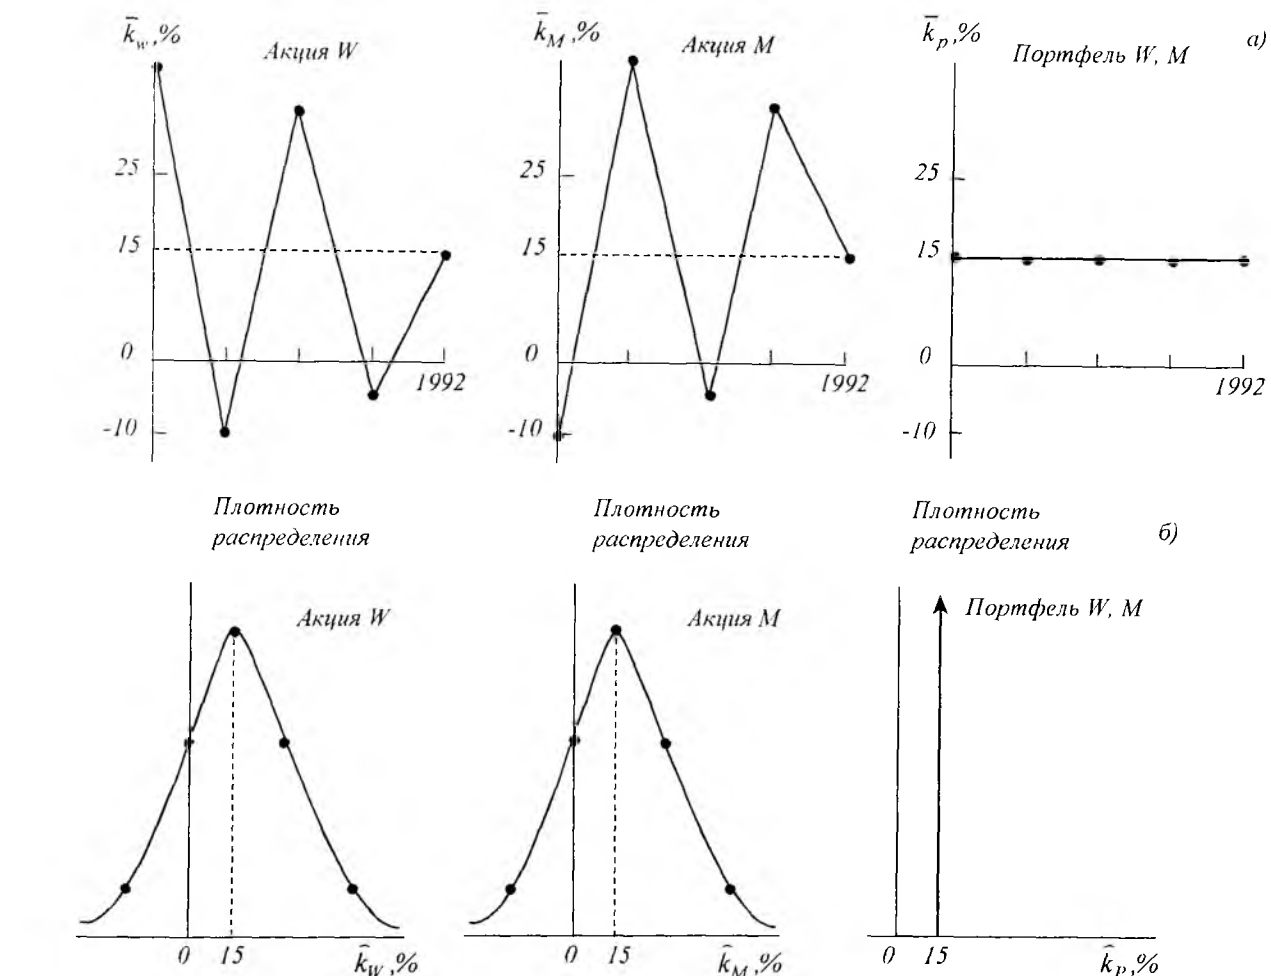 k̄w,% Акция W
25
15
0
-10
1992
k̄M,% Акция M
25
15
0
-10
1992
k̄p,% Портфель W, M а)
25
15
0
-10
1992
Плотность
распределения
Акция W
0 15 k̂W,%
Плотность
распределения
Акция M
0 15 k̂M,%
Плотность
распределения
б)
Портфель W, M
0 15 k̂P,%